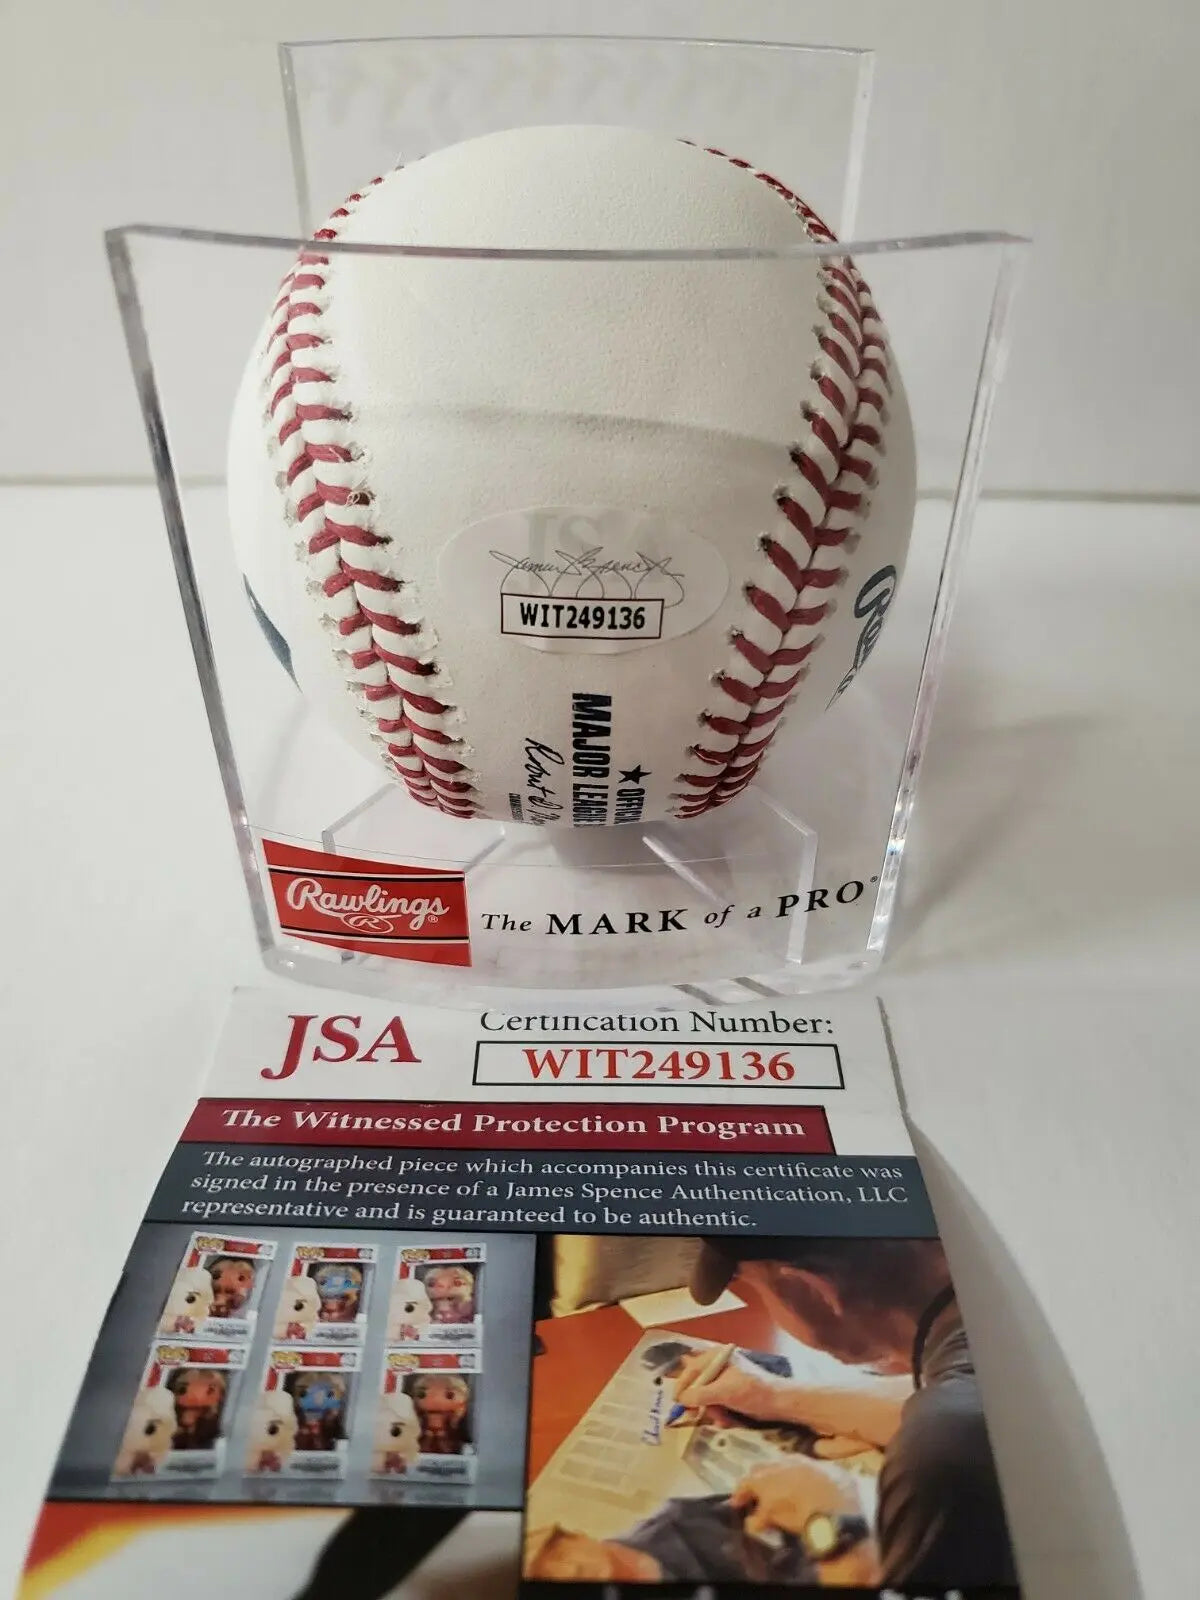 JSA
James Spence
WIT249136
★ OFFICIAL
MAJOR LEAGUE
Rawlings®
R
The MARK of a PRO®
JSA
Certification Number:
WIT249136
The Witnessed Protection Program
The autographed piece which accompanies this certificate was
signed in the presence of a James Spence Authentication, LLC
representative and is guaranteed to be authentic.